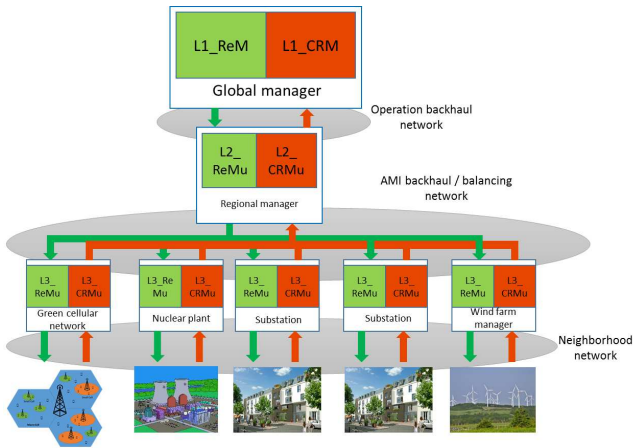 L1_ReM L1_CRM
Global manager
Operation backhaul
network
L2_
ReMu
L2_
CRMu
Regional manager
AMI backhaul / balancing
network
L3_
ReMu
L3_
CRMu
Green cellular
network
L3_Re
Mu
L3_
CRMu
Nuclear plant
L3_
ReMu
L3_
CRMu
Substation
L3_
ReMu
L3_
CRMu
Substation
L3_
ReMu
L3_
CRMu
Wind farm
manager
Neighborhood
network